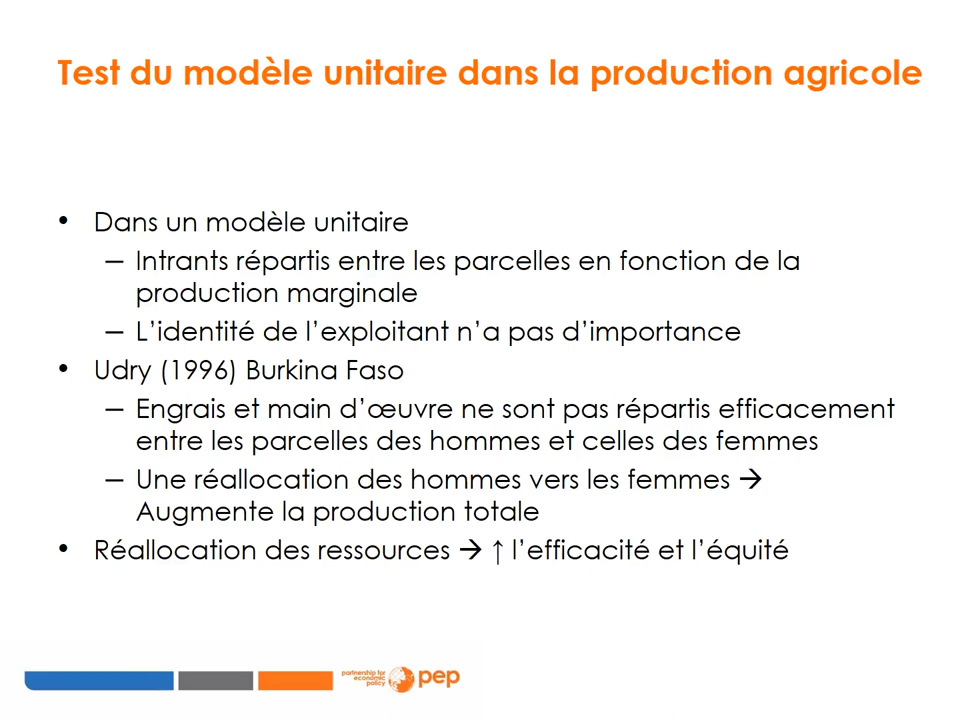 Test du modèle unitaire dans la production agricole
• Dans un modèle unitaire
– Intrants répartis entre les parcelles en fonction de la
production marginale
– L’identité de l’exploitant n’a pas d’importance
• Udry (1996) Burkina Faso
– Engrais et main d’œuvre ne sont pas répartis efficacement
entre les parcelles des hommes et celles des femmes
– Une réallocation des hommes vers les femmes →
Augmente la production totale
• Réallocation des ressources → ↑ l’efficacité et l’équité
partnership for
economic
policy
pep